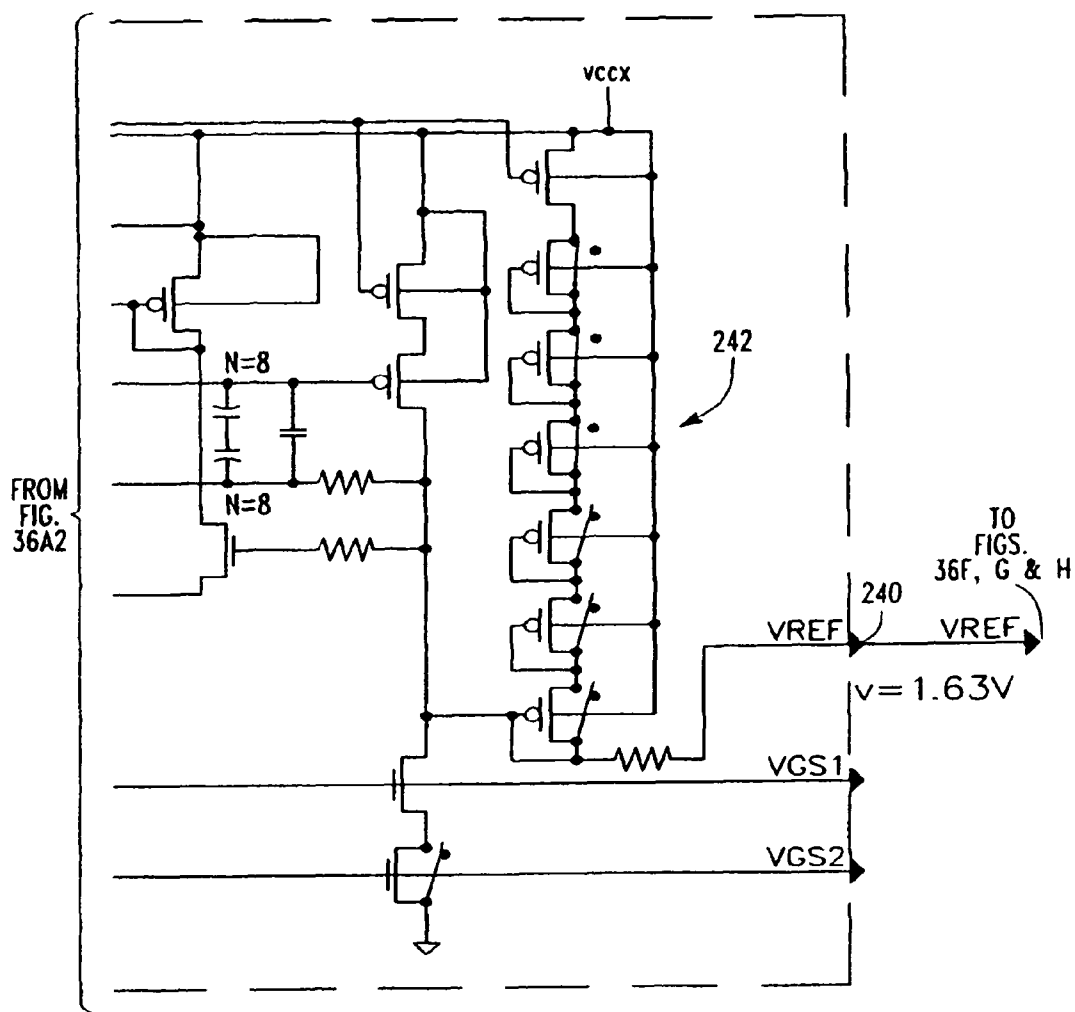 vccx
N=8
242
FROM
FIG.
36A2
N=8
TO
FIGS.
36F, G & H
240
VREF
VREF
v=1.63V
VGS1
VGS2